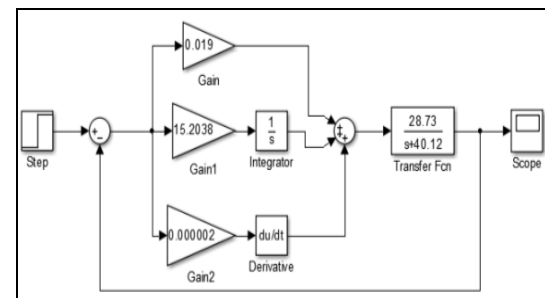 0.019
Gain
+ -
15.2038
1
s
+
+
+
28.73
s+40.12
Step
Gain1
Integrator
Transfer Fcn
Scope
0.000002
du/dt
Derivative
Gain2